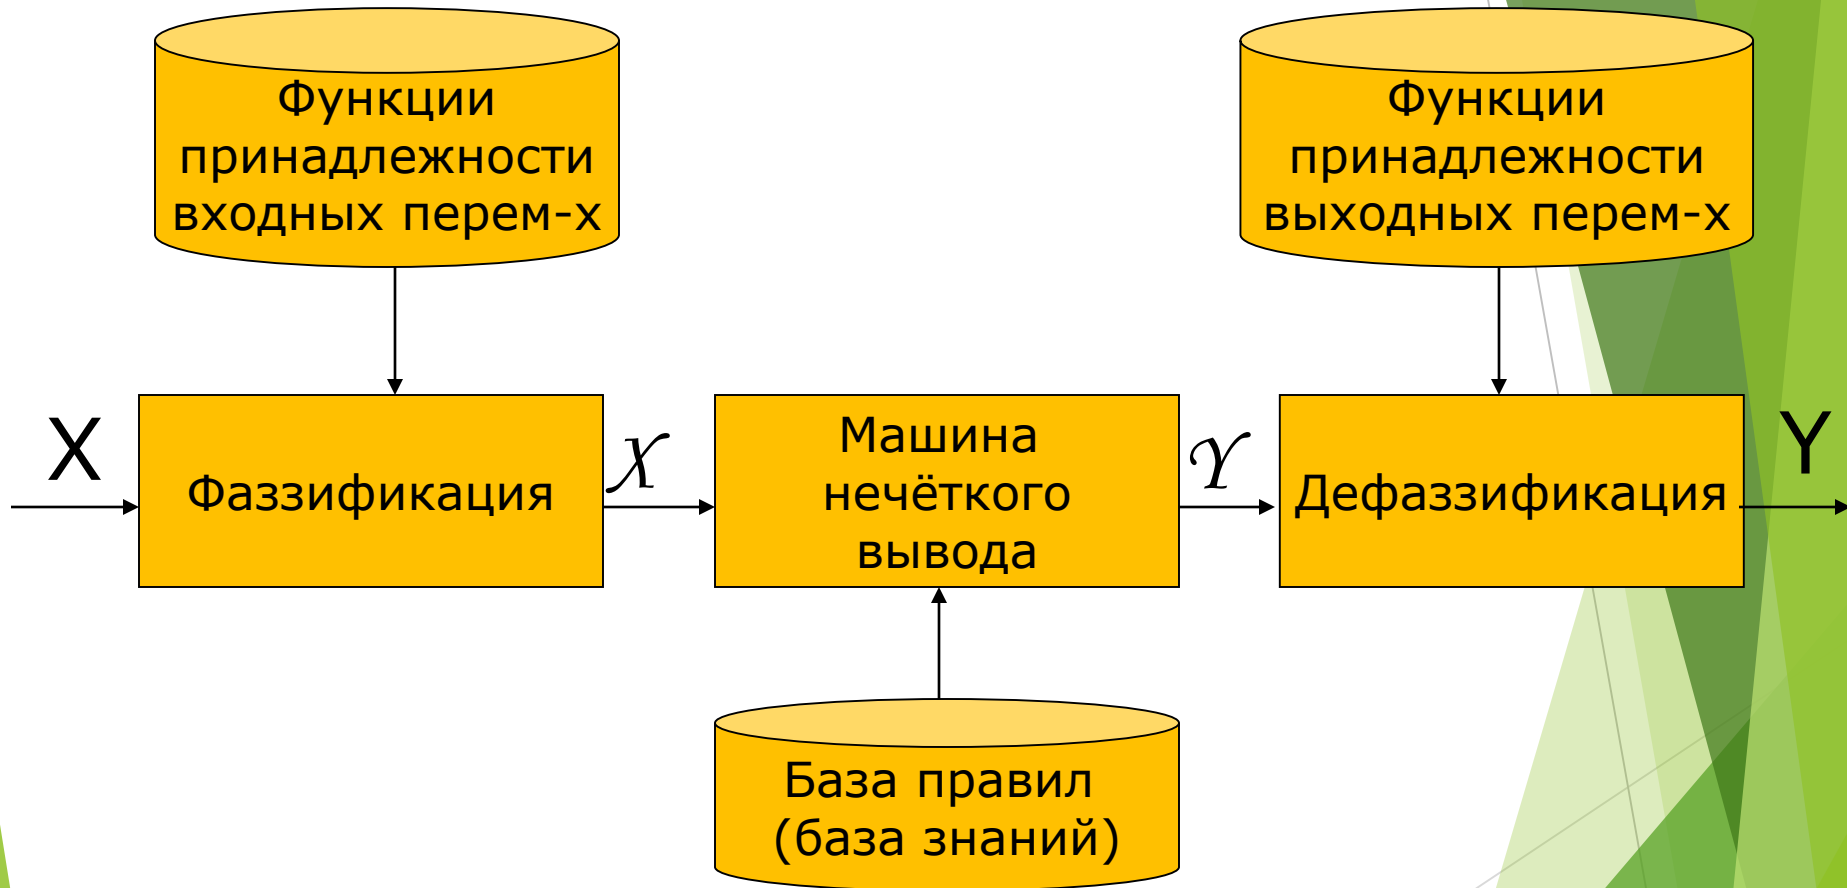 Функции
принадлежности
входных перем-х
Функции
принадлежности
выходных перем-х
X
Фаззификация
𝒳
Машина
нечёткого
вывода
𝒴
Дефаззификация
Y
База правил
(база знаний)